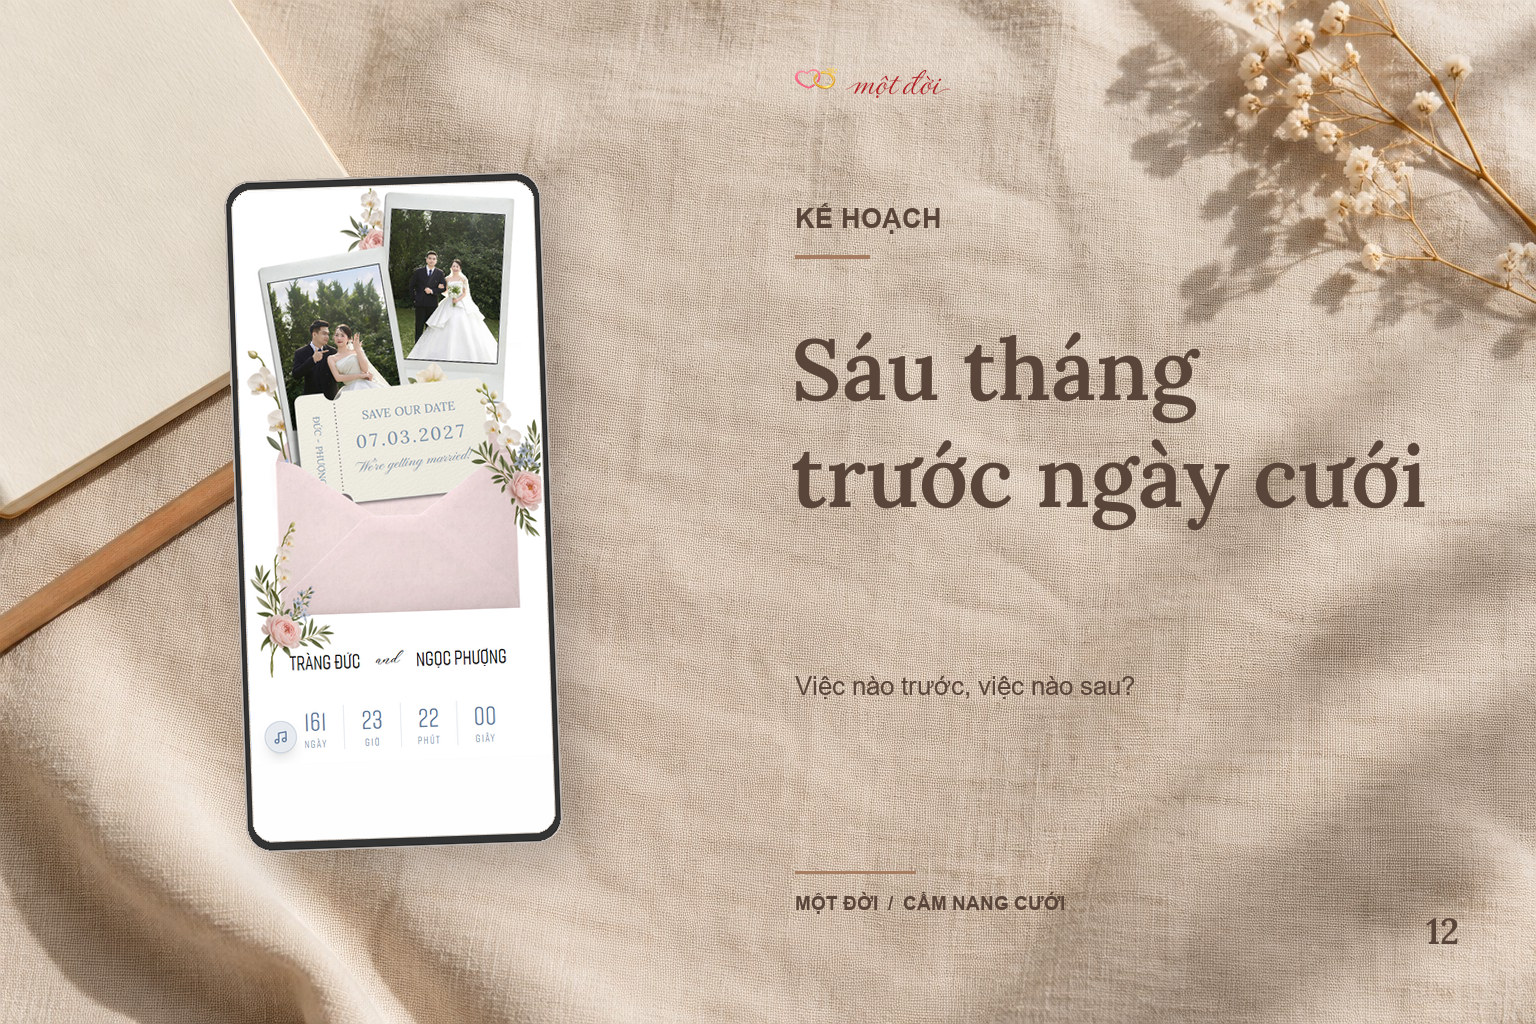 một đời
KẾ HOẠCH
Sáu tháng
trước ngày cưới
Việc nào trước, việc nào sau?
MỘT ĐỜI / CẨM NANG CƯỚI
12
SAVE OUR DATE
07.03.2027
We're getting married!
ĐỨC - PHƯỢNG
TRÀNG ĐỨC and NGỌC PHƯỢNG
161 23 22 00
NGÀY GIỜ PHÚT GIÂY